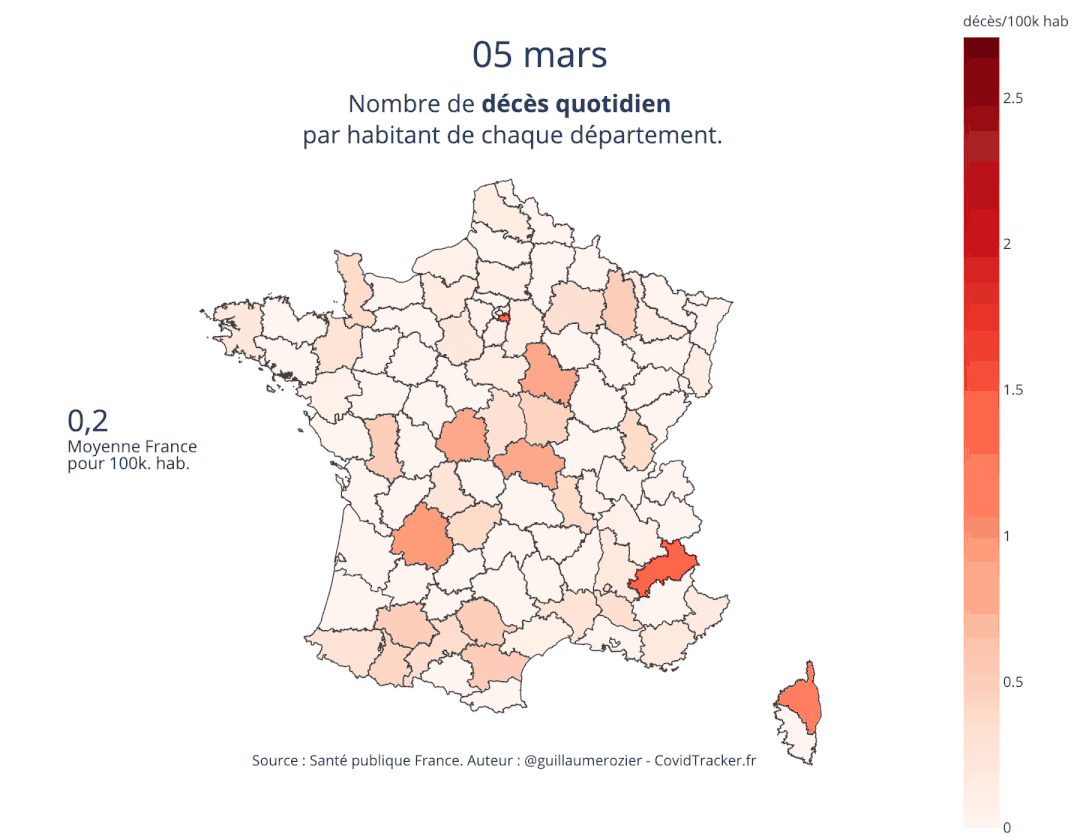 décès/100k hab
05 mars
Nombre de décès quotidien
par habitant de chaque département.
2.5
2
1.5
0,2
Moyenne France
pour 100k. hab.
1
0.5
Source : Santé publique France. Auteur : @guillaumerozier - CovidTracker.fr
0